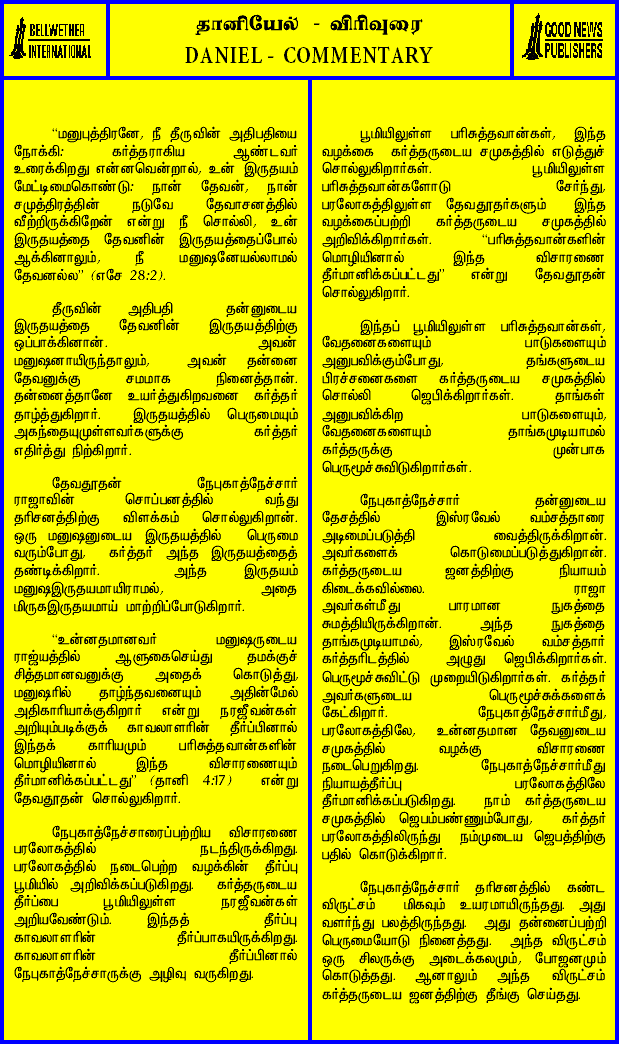 BELLWETHER
INTERNATIONAL
தானியேல் - விரிவுரை
DANIEL - COMMENTARY
GOOD NEWS
PUBLISHERS
“மனுபுத்திரனே, நீ தீருவின் அதிபதியை
நோக்கி: கர்த்தராகிய ஆண்டவர்
உரைக்கிறது என்னவென்றால், உன் இருதயம்
மேட்டிமைகொண்டு: நான் தேவன், நான்
சமுத்திரத்தின் நடுவே தேவாசனத்தில்
வீற்றிருக்கிறேன் என்று நீ சொல்லி, உன்
இருதயத்தை தேவனின் இருதயத்தைப்போல்
ஆக்கினாலும், நீ மனுஷனேயல்லாமல்
தேவனல்ல” (எசே 28:2).
தீருவின் அதிபதி தன்னுடைய
இருதயத்தை தேவனின் இருதயத்திற்கு
ஒப்பாக்கினான். அவன்
மனுஷனாயிருந்தாலும், அவன் தன்னை
தேவனுக்கு சமமாக நினைத்தான்.
தன்னைத்தானே உயர்த்துகிறவனை கர்த்தர்
தாழ்த்துகிறார். இருதயத்தில் பெருமையும்
அகந்தையுமுள்ளவர்களுக்கு கர்த்தர்
எதிர்த்து நிற்கிறார்.
தேவதூதன் நேபுகாத்நேச்சார்
ராஜாவின் சொப்பனத்தில் வந்து
தரிசனத்திற்கு விளக்கம் சொல்லுகிறான்.
ஒரு மனுஷனுடைய இருதயத்தில் பெருமை
வரும்போது, கர்த்தர் அந்த இருதயத்தைத்
தண்டிக்கிறார். அந்த இருதயம்
மனுஷஇருதயமாயிராமல், அதை
மிருகஇருதயமாய் மாற்றிப்போடுகிறார்.
“உன்னதமானவர் மனுஷருடைய
ராஜ்யத்தில் ஆளுகைசெய்து தமக்குச்
சித்தமானவனுக்கு அதைக் கொடுத்து,
மனுஷரில் தாழ்ந்தவனையும் அதின்மேல்
அதிகாரியாக்குகிறார் என்று நரஜீவன்கள்
அறியும்படிக்குக் காவலாளரின் தீர்ப்பினால்
இந்தக் காரியமும் பரிசுத்தவான்களின்
மொழியினால் இந்த விசாரணையும்
தீர்மானிக்கப்பட்டது” (தானி 4:17) என்று
தேவதூதன் சொல்லுகிறார்.
நேபுகாத்நேச்சாரைப்பற்றிய விசாரணை
பரலோகத்தில் நடந்திருக்கிறது.
பரலோகத்தில் நடைபெற்ற வழக்கின் தீர்ப்பு
பூமியில் அறிவிக்கப்படுகிறது. கர்த்தருடைய
தீர்ப்பை பூமியிலுள்ள நரஜீவன்கள்
அறியவேண்டும். இந்தத் தீர்ப்பு
காவலாளரின் தீர்ப்பாகயிருக்கிறது.
காவலாளரின் தீர்ப்பினால்
நேபுகாத்நேச்சாருக்கு அழிவு வருகிறது.
பூமியிலுள்ள பரிசுத்தவான்கள், இந்த
வழக்கை கர்த்தருடைய சமுகத்தில் எடுத்துச்
சொல்லுகிறார்கள். பூமியிலுள்ள
பரிசுத்தவான்களோடு சேர்ந்து,
பரலோகத்திலுள்ள தேவதூதர்களும் இந்த
வழக்கைப்பற்றி கர்த்தருடைய சமுகத்தில்
அறிவிக்கிறார்கள். “பரிசுத்தவான்களின்
மொழியினால் இந்த விசாரணை
தீர்மானிக்கப்பட்டது” என்று தேவதூதன்
சொல்லுகிறார்.
இந்தப் பூமியிலுள்ள பரிசுத்தவான்கள்,
வேதனைகளையும் பாடுகளையும்
அனுபவிக்கும்போது, தங்களுடைய
பிரச்சனைகளை கர்த்தருடைய சமுகத்தில்
சொல்லி ஜெபிக்கிறார்கள். தாங்கள்
அனுபவிக்கிற பாடுகளையும்,
வேதனைகளையும் தாங்கமுடியாமல்
கர்த்தருக்கு முன்பாக
பெருமூச்சுவிடுகிறார்கள்.
நேபுகாத்நேச்சார் தன்னுடைய
தேசத்தில் இஸ்ரவேல் வம்சத்தாரை
அடிமைப்படுத்தி வைத்திருக்கிறான்.
அவர்களைக் கொடுமைப்படுத்துகிறான்.
கர்த்தருடைய ஜனத்திற்கு நியாயம்
கிடைக்கவில்லை. ராஜா
அவர்கள்மீது பாரமான நுகத்தை
சுமத்தியிருக்கிறான். அந்த நுகத்தை
தாங்கமுடியாமல், இஸ்ரவேல் வம்சத்தார்
கர்த்தரிடத்தில் அழுது ஜெபிக்கிறார்கள்.
பெருமூச்சுவிட்டு முறையிடுகிறார்கள். கர்த்தர்
அவர்களுடைய பெருமூச்சுக்களைக்
கேட்கிறார். நேபுகாத்நேச்சார்மீது,
பரலோகத்திலே, உன்னதமான தேவனுடைய
சமுகத்தில் வழக்கு விசாரணை
நடைபெறுகிறது. நேபுகாத்நேச்சார்மீது
நியாயத்தீர்ப்பு பரலோகத்திலே
தீர்மானிக்கப்படுகிறது. நாம் கர்த்தருடைய
சமுகத்தில் ஜெபம்பண்ணும்போது, கர்த்தர்
பரலோகத்திலிருந்து நம்முடைய ஜெபத்திற்கு
பதில் கொடுக்கிறார்.
நேபுகாத்நேச்சார் தரிசனத்தில் கண்ட
விருட்சம் மிகவும் உயரமாயிருந்தது. அது
வளர்ந்து பலத்திருந்தது. அது தன்னைப்பற்றி
பெருமையோடு நினைத்தது. அந்த விருட்சம்
ஒரு சிலருக்கு அடைக்கலமும், போஜனமும்
கொடுத்தது. ஆனாலும் அந்த விருட்சம்
கர்த்தருடைய ஜனத்திற்கு தீங்கு செய்தது.